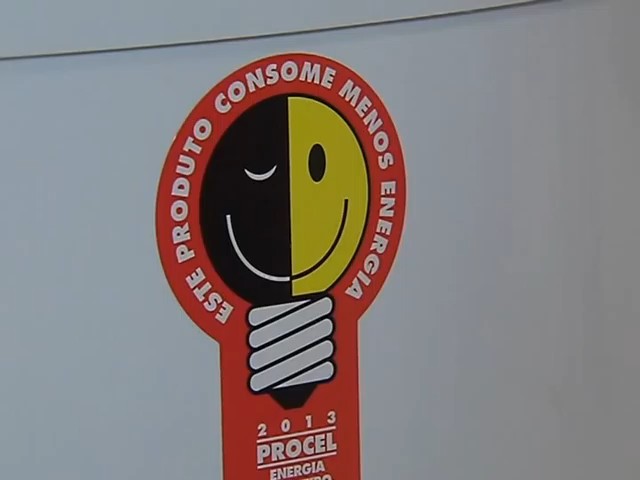 ESTE PRODUTO CONSOME MENOS ENERGIA
2013
PROCEL
ENERGIA